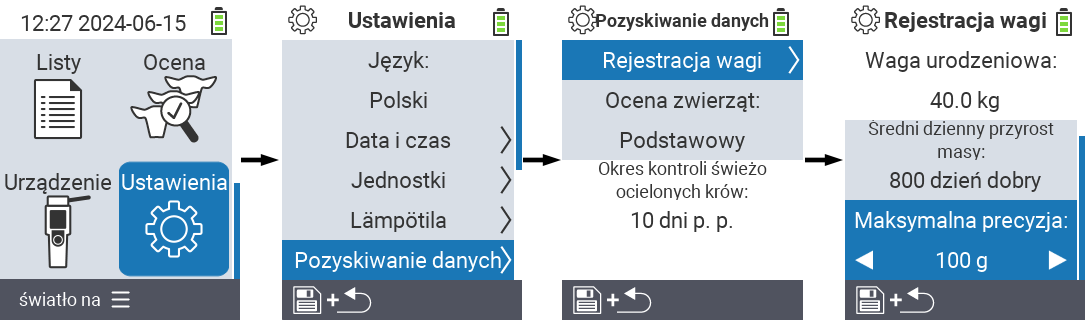 12:27 2024-06-15
Listy
Ocena
Urządzenie
Ustawienia
światło na
Ustawienia
Język:
Polski
Data i czas
Jednostki
Lämpötila
Pozyskiwanie danych
+
Pozyskiwanie danych
Rejestracja wagi
Ocena zwierząt:
Podstawowy
Okres kontroli świeżo
ocielonych krów:
10 dni p. p.
+
Rejestracja wagi
Waga urodzeniowa:
40.0 kg
Średni dzienny przyrost
masy:
800 dzień dobry
Maksymalna precyzja:
100 g
+